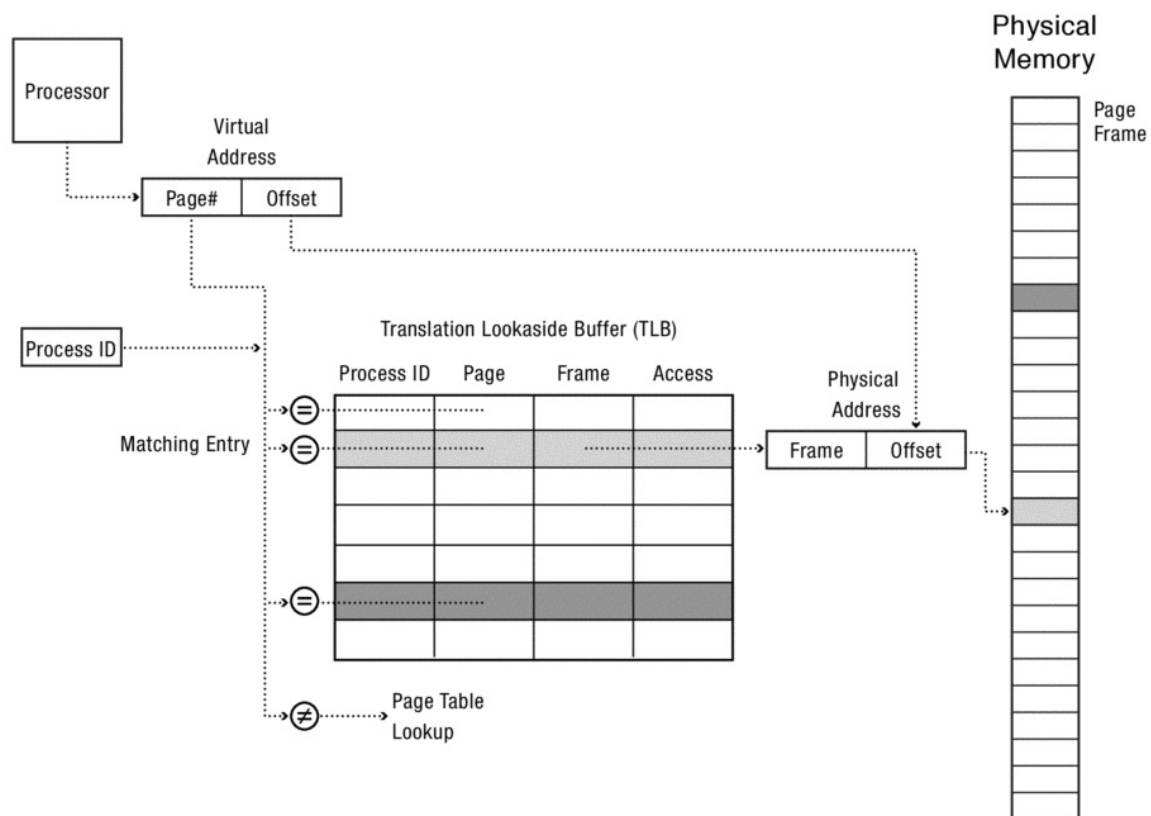 Physical
Memory
Processor
Page
Frame
Virtual
Address
Page# Offset
Translation Lookaside Buffer (TLB)
Process ID
Process ID Page Frame Access
Physical
Address
=
Matching Entry
=
Frame Offset
=
≠
Page Table
Lookup